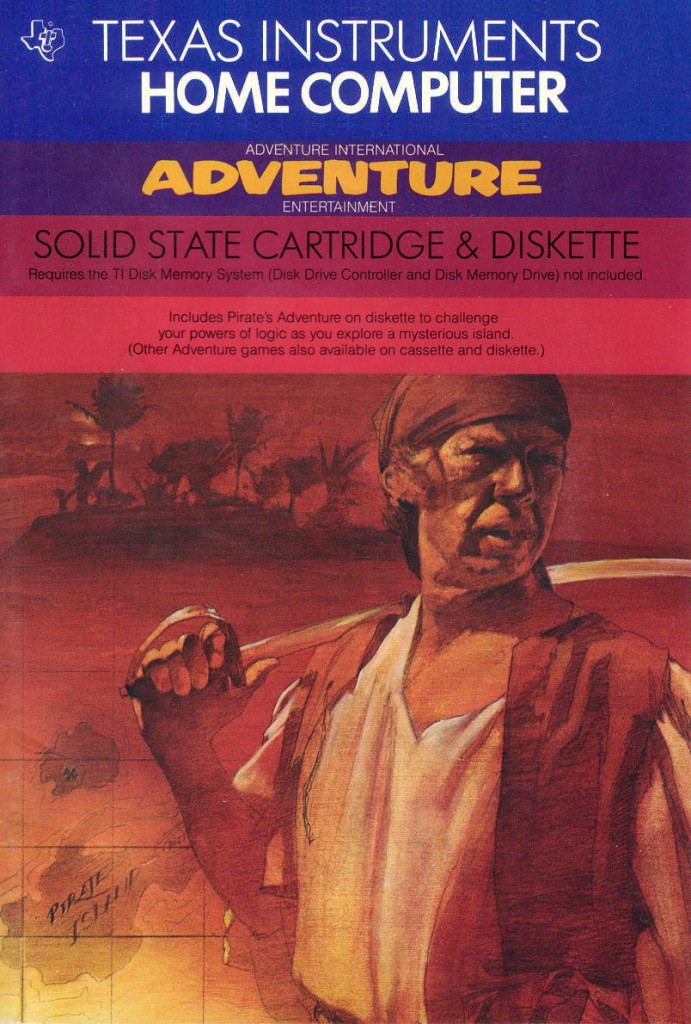 TEXAS INSTRUMENTS
HOME COMPUTER
ADVENTURE INTERNATIONAL
ADVENTURE
ENTERTAINMENT
SOLID STATE CARTRIDGE & DISKETTE
Requires the TI Disk Memory System (Disk Drive Controller and Disk Memory Drive) not included.
Includes Pirate's Adventure on diskette to challenge
your powers of logic as you explore a mysterious island.
(Other Adventure games also available on cassette and diskette.)
PIRATE
ISLAND